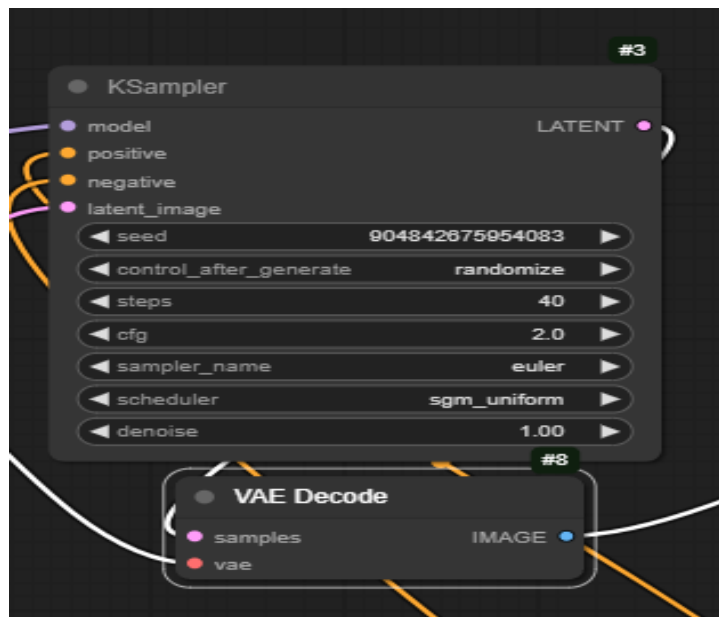 #3
KSampler
model LATENT
positive
negative
latent_image
seed 904842675954083
control_after_generate randomize
steps 40
cfg 2.0
sampler_name euler
scheduler sgm_uniform
denoise 1.00
#8
VAE Decode
samples IMAGE
vae